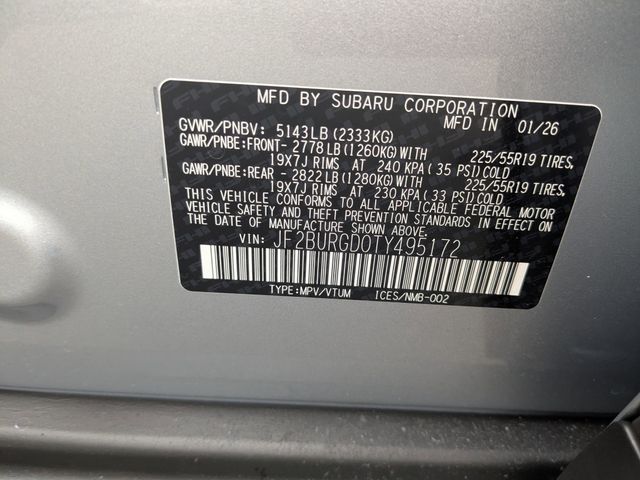 MFD BY SUBARU CORPORATION
GVWR/PNBV: 5143LB(2333KG) MFD IN 01/26
GAWR/PNBE:FRONT- 2778LB(1260KG)WITH 225/55R19 TIRES,
19X7J RIMS AT 240 KPA(35 PSI)COLD
GAWR/PNBE:REAR - 2822LB(1280KG)WITH 225/55R19 TIRES,
19X7J RIMS AT 230 KPA(33 PSI)COLD
THIS VEHICLE CONFORMS TO ALL APPLICABLE FEDERAL MOTOR
VEHICLE SAFETY AND THEFT PREVENTION STANDARDS IN EFFECT ON
THE DATE OF MANUFACTURE SHOWN ABOVE.
VIN: JF2BURGD0TY495172
TYPE:MPV/VTUM ICES/NMB-002